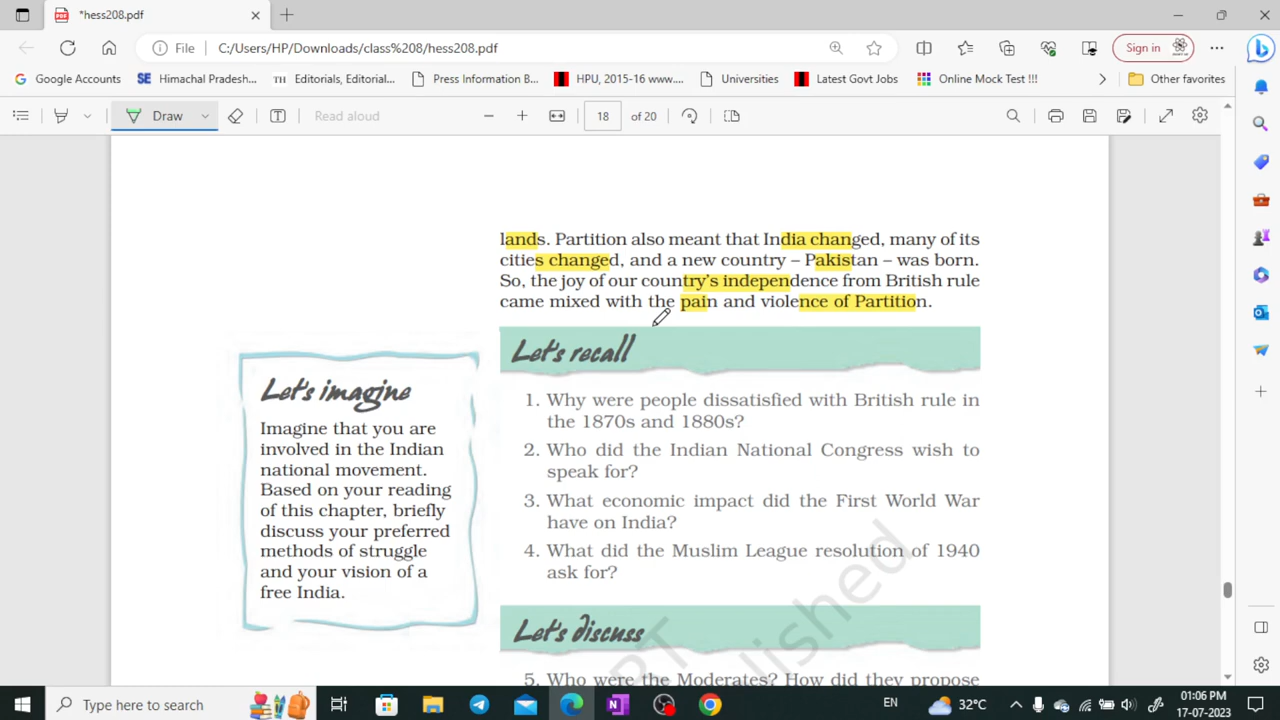 *hess208.pdf
File
C:/Users/HP/Downloads/class%208/hess208.pdf
Sign in
Google Accounts
SE Himachal Pradesh...
TH Editorials, Editorial...
Press Information B...
HPU, 2015-16 www....
Universities
Latest Govt Jobs
Online Mock Test !!!
Other favorites
Draw
Read aloud
18 of 20
lands. Partition also meant that India changed, many of its
cities changed, and a new country – Pakistan – was born.
So, the joy of our country's independence from British rule
came mixed with the pain and violence of Partition.
Let's imagine
Imagine that you are
involved in the Indian
national movement.
Based on your reading
of this chapter, briefly
discuss your preferred
methods of struggle
and your vision of a
free India.
Let's recall
1. Why were people dissatisfied with British rule in
the 1870s and 1880s?
2. Who did the Indian National Congress wish to
speak for?
3. What economic impact did the First World War
have on India?
4. What did the Muslim League resolution of 1940
ask for?
Let's discuss
5. Who were the Moderates? How did they propose
Type here to search
EN
32°C
01:06 PM
17-07-2023